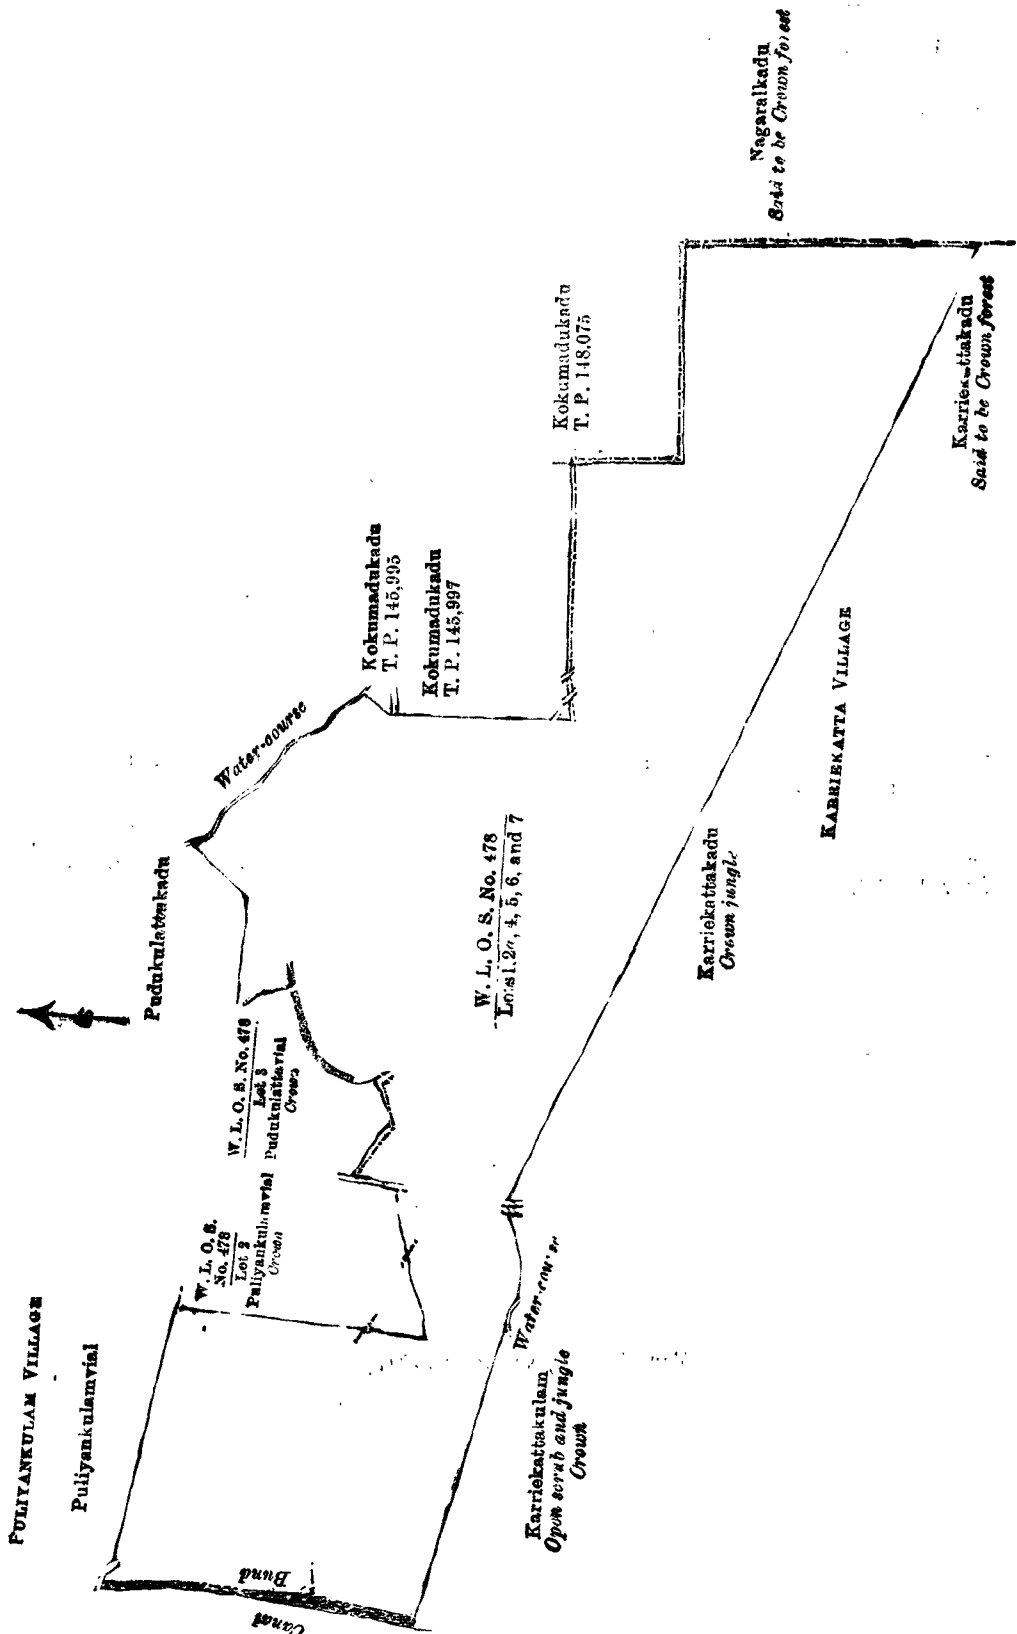 PULIYANKULAM VILLAGE
Puliyankulamvial
W. L. O. S.
No. 478
Lot 2
Puliyankulamvial
Crown
W. L. O. S. No. 478
Lot 3
Pudukulattavial
Crown
Pudukulattukadu
Water-course
Kokumadukadu
T. P. 145,995
Kokumadukadu
T. P. 145,997
Kokumadukadu
T. P. 148,075
Nagaralkadu
Said to be Crown forest
Canal
Bund
W. L. O. S. No. 478
Lots 1, 2a, 4, 5, 6, and 7
Water-course
Karriekattakulam
Open scrub and jungle
Crown
Karriekattakadu
Crown jungle
KARRIEKATTA VILLAGE
Karriekattakadu
Said to be Crown forest